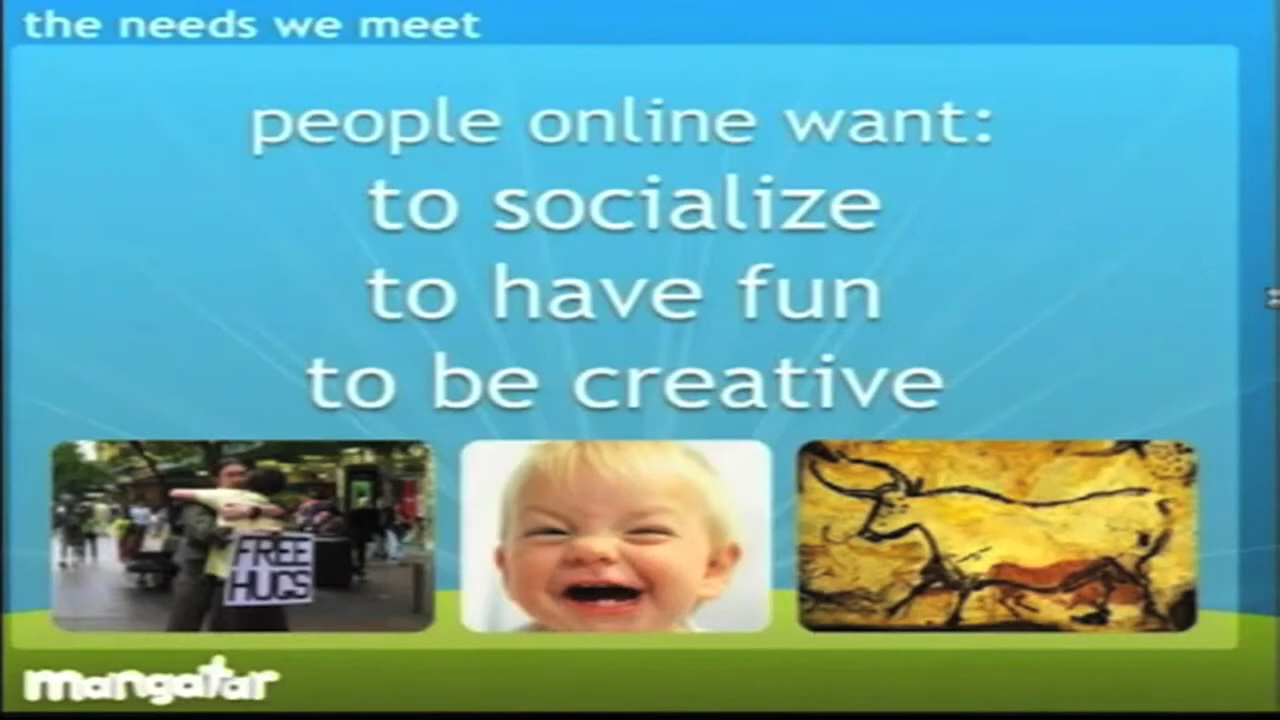 the needs we meet
people online want:
to socialize
to have fun
to be creative
FREE
HUGS
mangatar